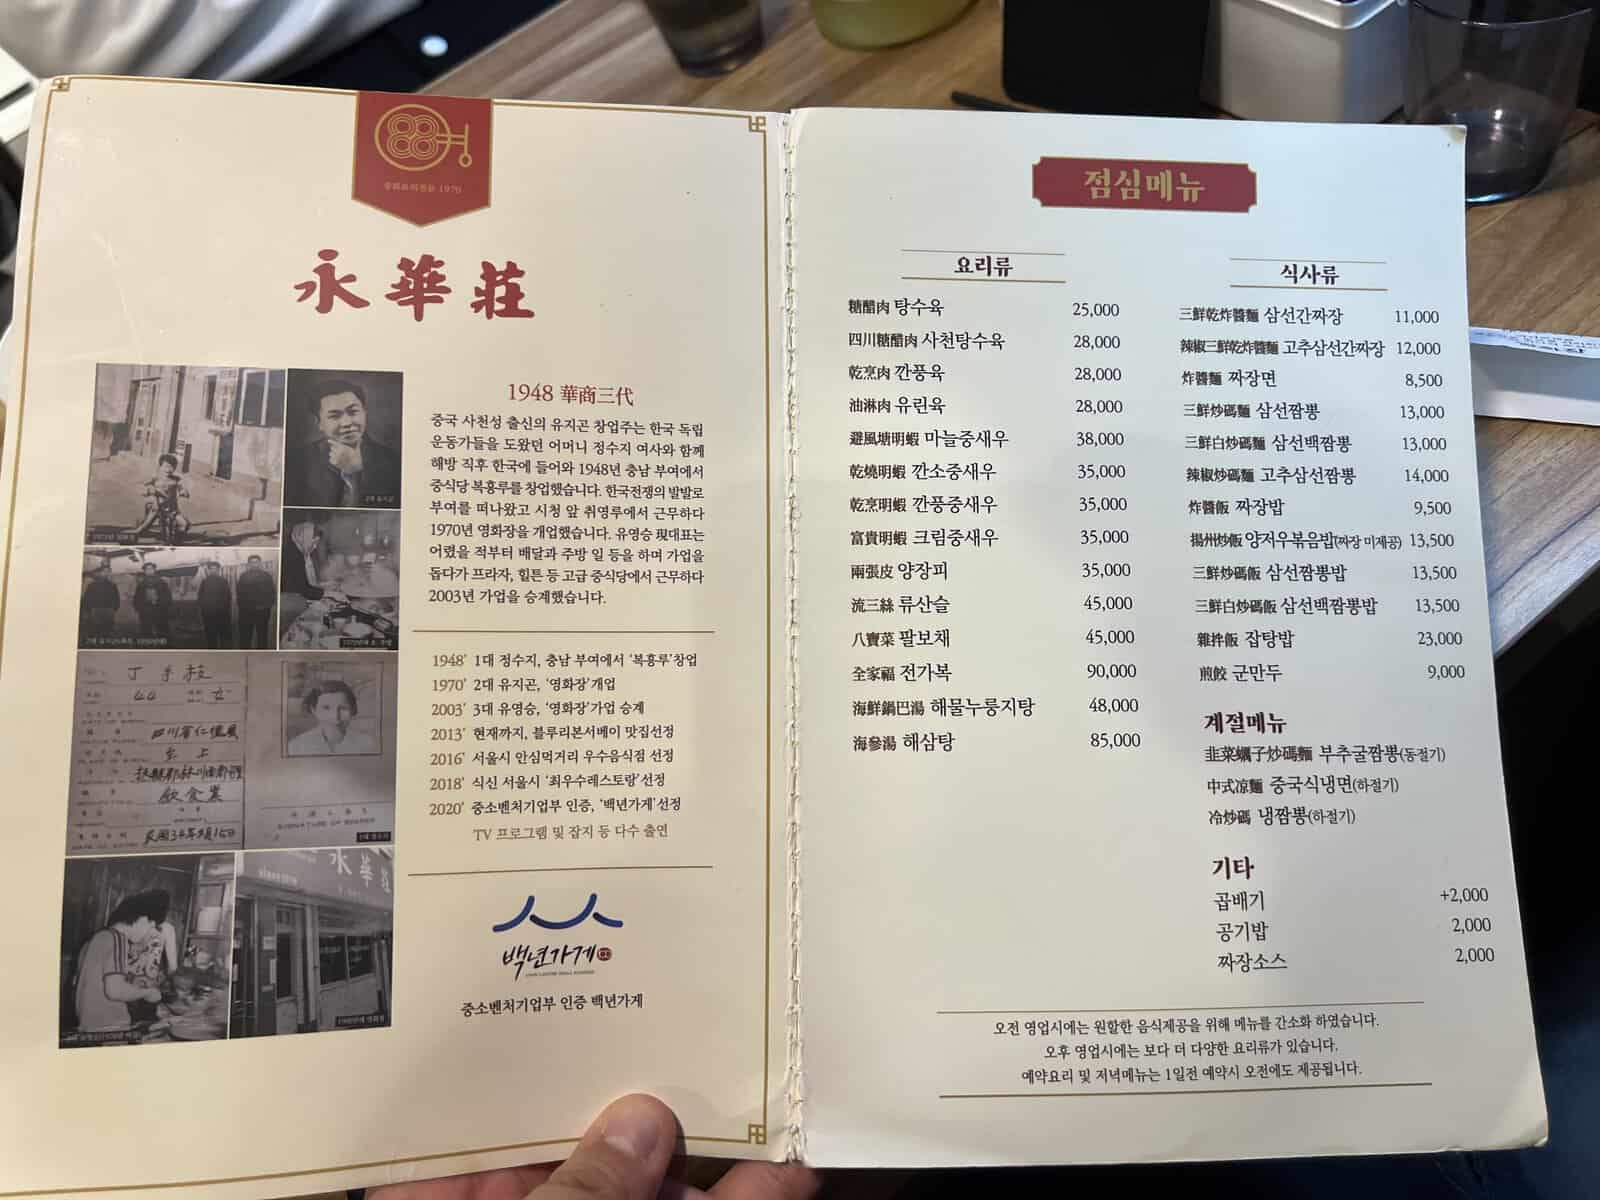 永華莊
1948 華商三代
중국 사천성 출신의 유지곤 창업주는 한국 독립
운동가들을 도왔던 어머니 정수지 여사와 함께
해방 직후 한국에 들어와 1948년 충남 부여에서
중식당 복흥루를 창업했습니다. 한국전쟁의 발발로
부여를 떠나왔고 시청 앞 취영루에서 근무하다
1970년 영화장을 개업했습니다. 유영승 現대표는
어렸을 적부터 배달과 주방 일 등을 하며 가업을
돕다가 프라자, 힐튼 등 고급 중식당에서 근무하다
2003년 가업을 승계했습니다.
1948' 1대 정수지, 충남 부여에서 '복흥루'창업
1970' 2대 유지곤, '영화장'개업
2003' 3대 유영승, '영화장'가업 승계
2013' 현재까지, 블루리본서베이 맛집선정
2016' 서울시 안심먹거리 우수음식점 선정
2018' 식신 서울시 '최우수레스토랑'선정
2020' 중소벤처기업부 인증, '백년가게'선정
TV 프로그램 및 잡지 등 다수 출연
백년가게
중소벤처기업부 인증 백년가게
점심메뉴
요리류
糖醋肉 탕수육 25,000
四川糖醋肉 사천탕수육 28,000
乾烹肉 깐풍육 28,000
油淋肉 유린육 28,000
避風塘明蝦 마늘중새우 38,000
乾燒明蝦 깐소중새우 35,000
乾烹明蝦 깐풍중새우 35,000
富貴明蝦 크림중새우 35,000
兩張皮 양장피 35,000
流三絲 류산슬 45,000
八寶菜 팔보채 45,000
全家福 전가복 90,000
海鮮鍋巴湯 해물누룽지탕 48,000
海參湯 해삼탕 85,000
식사류
三鮮乾炸醬麵 삼선간짜장 11,000
辣椒三鮮乾炸醬麵 고추삼선간짜장 12,000
炸醬麵 짜장면 8,500
三鮮炒碼麵 삼선짬뽕 13,000
三鮮白炒碼麵 삼선백짬뽕 13,000
辣椒炒碼麵 고추삼선짬뽕 14,000
炸醬飯 짜장밥 9,500
揚州炒飯 양저우볶음밥(짜장 미제공) 13,500
三鮮炒碼飯 삼선짬뽕밥 13,500
三鮮白炒碼飯 삼선백짬뽕밥 13,500
雜拌飯 잡탕밥 23,000
煎餃 군만두 9,000
계절메뉴
韭菜蠣子炒碼麵 부추굴짬뽕(동절기)
中式凉麵 중국식냉면(하절기)
冷炒碼 냉짬뽕(하절기)
기타
곱배기 +2,000
공기밥 2,000
짜장소스 2,000
오전 영업시에는 원할한 음식제공을 위해 메뉴를 간소화 하였습니다.
오후 영업시에는 보다 더 다양한 요리류가 있습니다.
예약요리 및 저녁메뉴는 1일전 예약시 오전에도 제공됩니다.